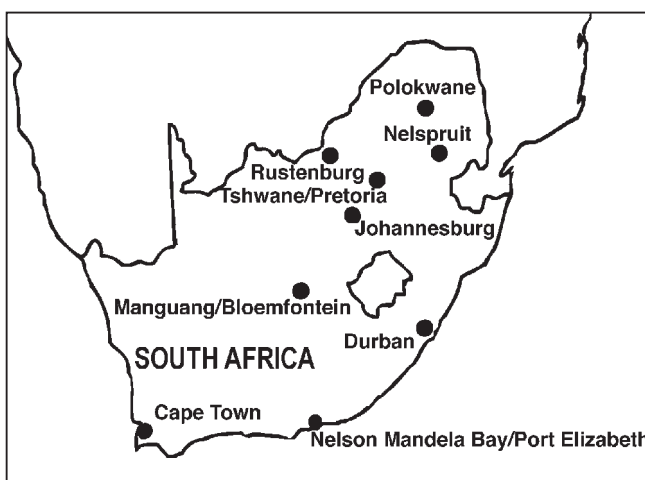 Polokwane
Nelspruit
Rustenburg
Tshwane/Pretoria
Johannesburg
Manguang/Bloemfontein
Durban
SOUTH AFRICA
Cape Town
Nelson Mandela Bay/Port Elizabeth